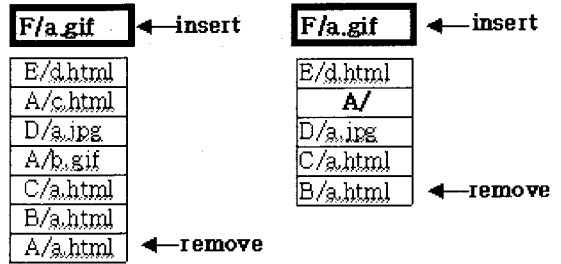 F/a.gif insert
E/d.html
A/c.html
D/a.jpg
A/b.gif
C/a.html
B/a.html
A/a.html remove
F/a.gif insert
E/d.html
A/
D/a.jpg
C/a.html
B/a.html remove